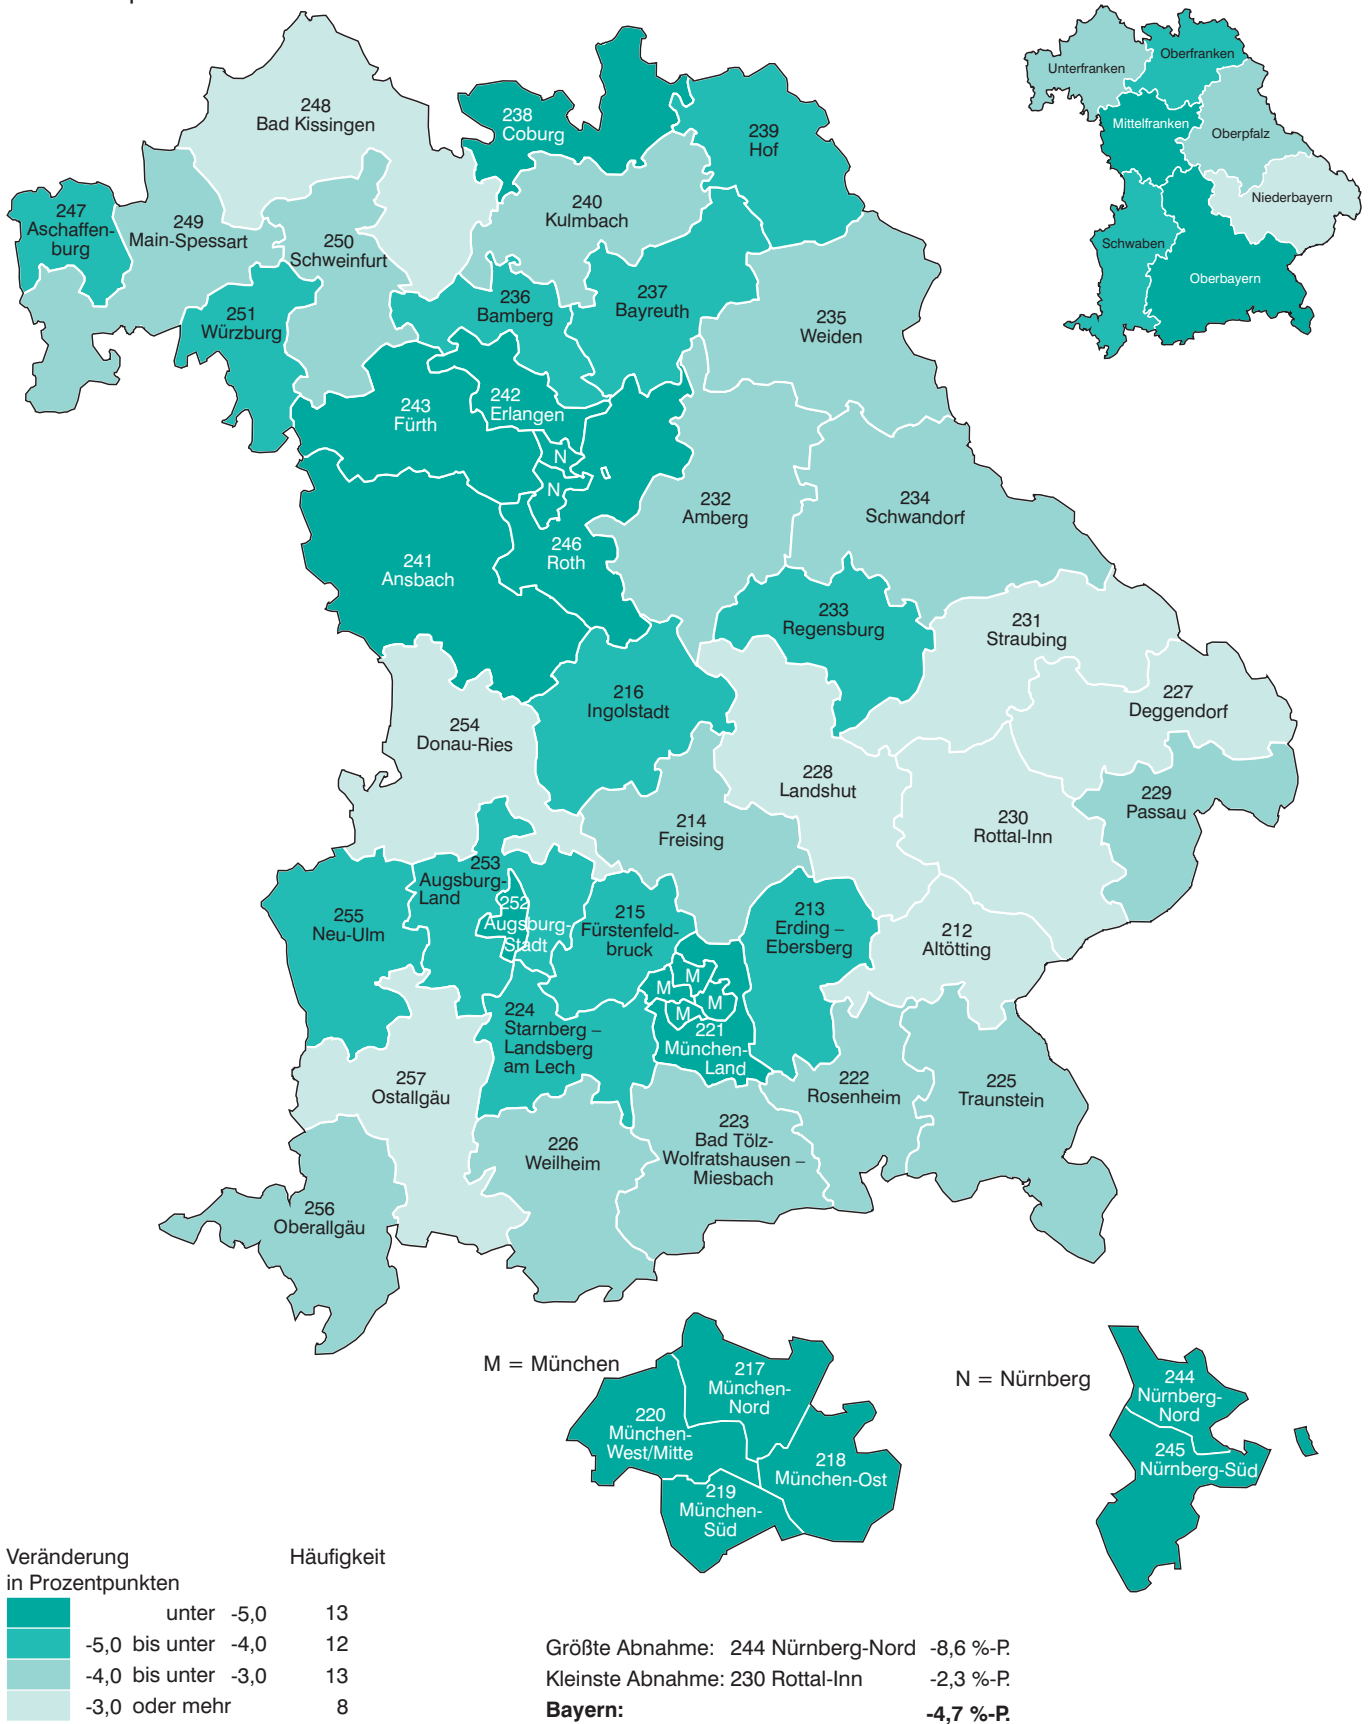 248
Bad Kissingen
238
Coburg
239
Hof
247
Aschaffen-
burg
249
Main-Spessart
250
Schweinfurt
240
Kulmbach
251
Würzburg
236
Bamberg
237
Bayreuth
235
Weiden
243
Fürth
242
Erlangen
N
N
232
Amberg
234
Schwandorf
246
Roth
241
Ansbach
233
Regensburg
231
Straubing
227
Deggendorf
216
Ingolstadt
254
Donau-Ries
228
Landshut
229
Passau
214
Freising
230
Rottal-Inn
253
Augsburg-
Land
252
Augsburg-
Stadt
255
Neu-Ulm
215
Fürstenfeld-
bruck
213
Erding –
Ebersberg
212
Altötting
M
M
M
M
221
München-
Land
224
Starnberg –
Landsberg
am Lech
257
Ostallgäu
222
Rosenheim
225
Traunstein
223
Bad Tölz-
Wolfratshausen –
Miesbach
226
Weilheim
256
Oberallgäu
Unterfranken
Oberfranken
Mittelfranken
Oberpfalz
Niederbayern
Schwaben
Oberbayern
M = München
217
München-
Nord
220
München-
West/Mitte
218
München-Ost
219
München-
Süd
N = Nürnberg
244
Nürnberg-
Nord
245
Nürnberg-Süd
Veränderung Häufigkeit
in Prozentpunkten
unter -5,0 13
-5,0 bis unter -4,0 12
-4,0 bis unter -3,0 13
-3,0 oder mehr 8
Größte Abnahme: 244 Nürnberg-Nord -8,6 %-P.
Kleinste Abnahme: 230 Rottal-Inn -2,3 %-P.
Bayern: -4,7 %-P.